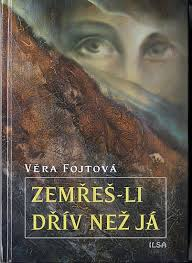 VĚRA FOJTOVÁ
ZEMŘEŠ-LI
DŘÍV NEŽ JÁ
ILSA